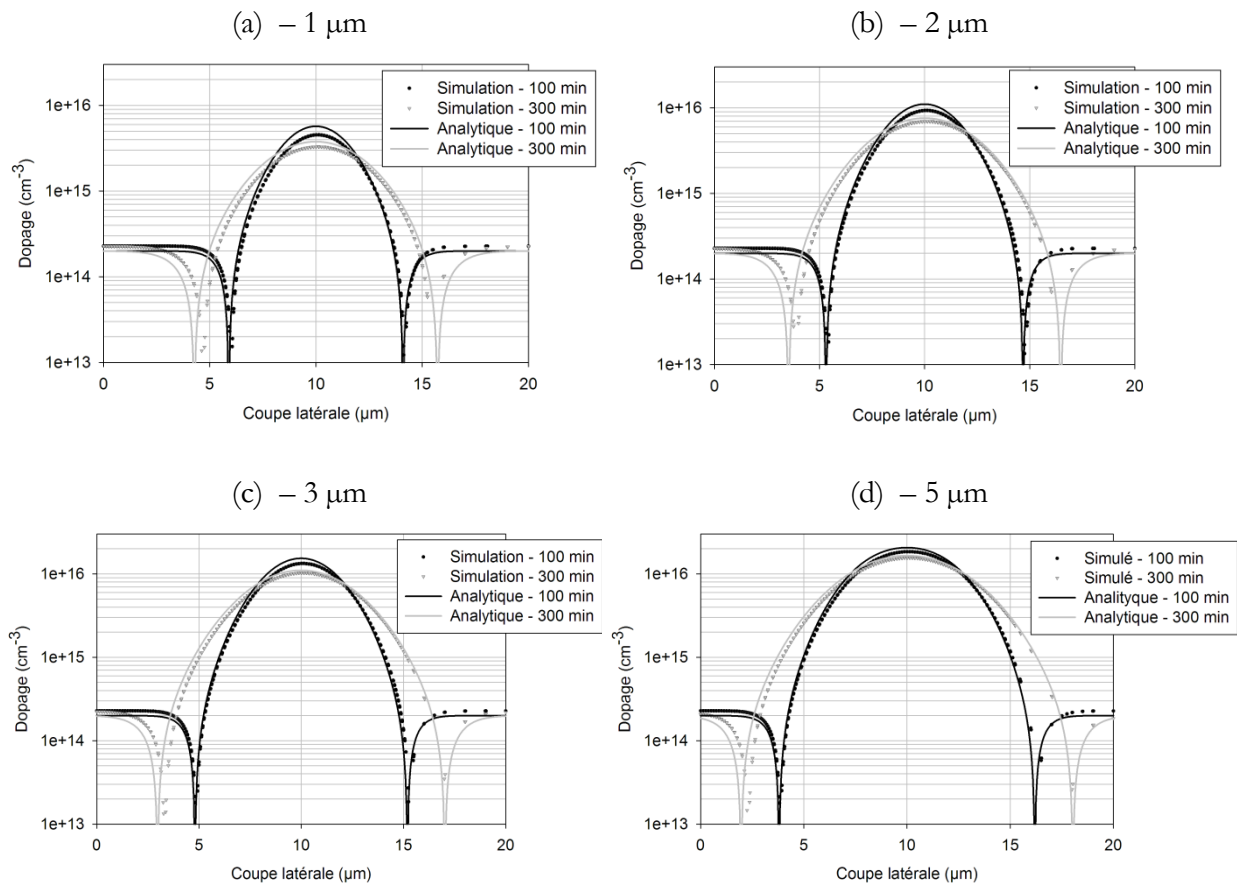 (a) – 1 µm
Simulation - 100 min
Simulation - 300 min
Analytique - 100 min
Analytique - 300 min
Dopage (cm-3)
1e+16
1e+15
1e+14
1e+13
0 5 10 15 20
Coupe latérale (µm)
(b) – 2 µm
Simulation - 100 min
Simulation - 300 min
Analytique - 100 min
Analytique - 300 min
Dopage (cm-3)
1e+16
1e+15
1e+14
1e+13
0 5 10 15 20
Coupe latérale (µm)
(c) – 3 µm
Simulation - 100 min
Simulation - 300 min
Analytique - 100 min
Analytique - 300 min
Dopage (cm-3)
1e+16
1e+15
1e+14
1e+13
0 5 10 15 20
Coupe latérale (µm)
(d) – 5 µm
Simulé - 100 min
Simulé - 300 min
Analityque - 100 min
Analytique - 300 min
Dopage (cm-3)
1e+16
1e+15
1e+14
1e+13
0 5 10 15 20
Coupe latérale (µm)